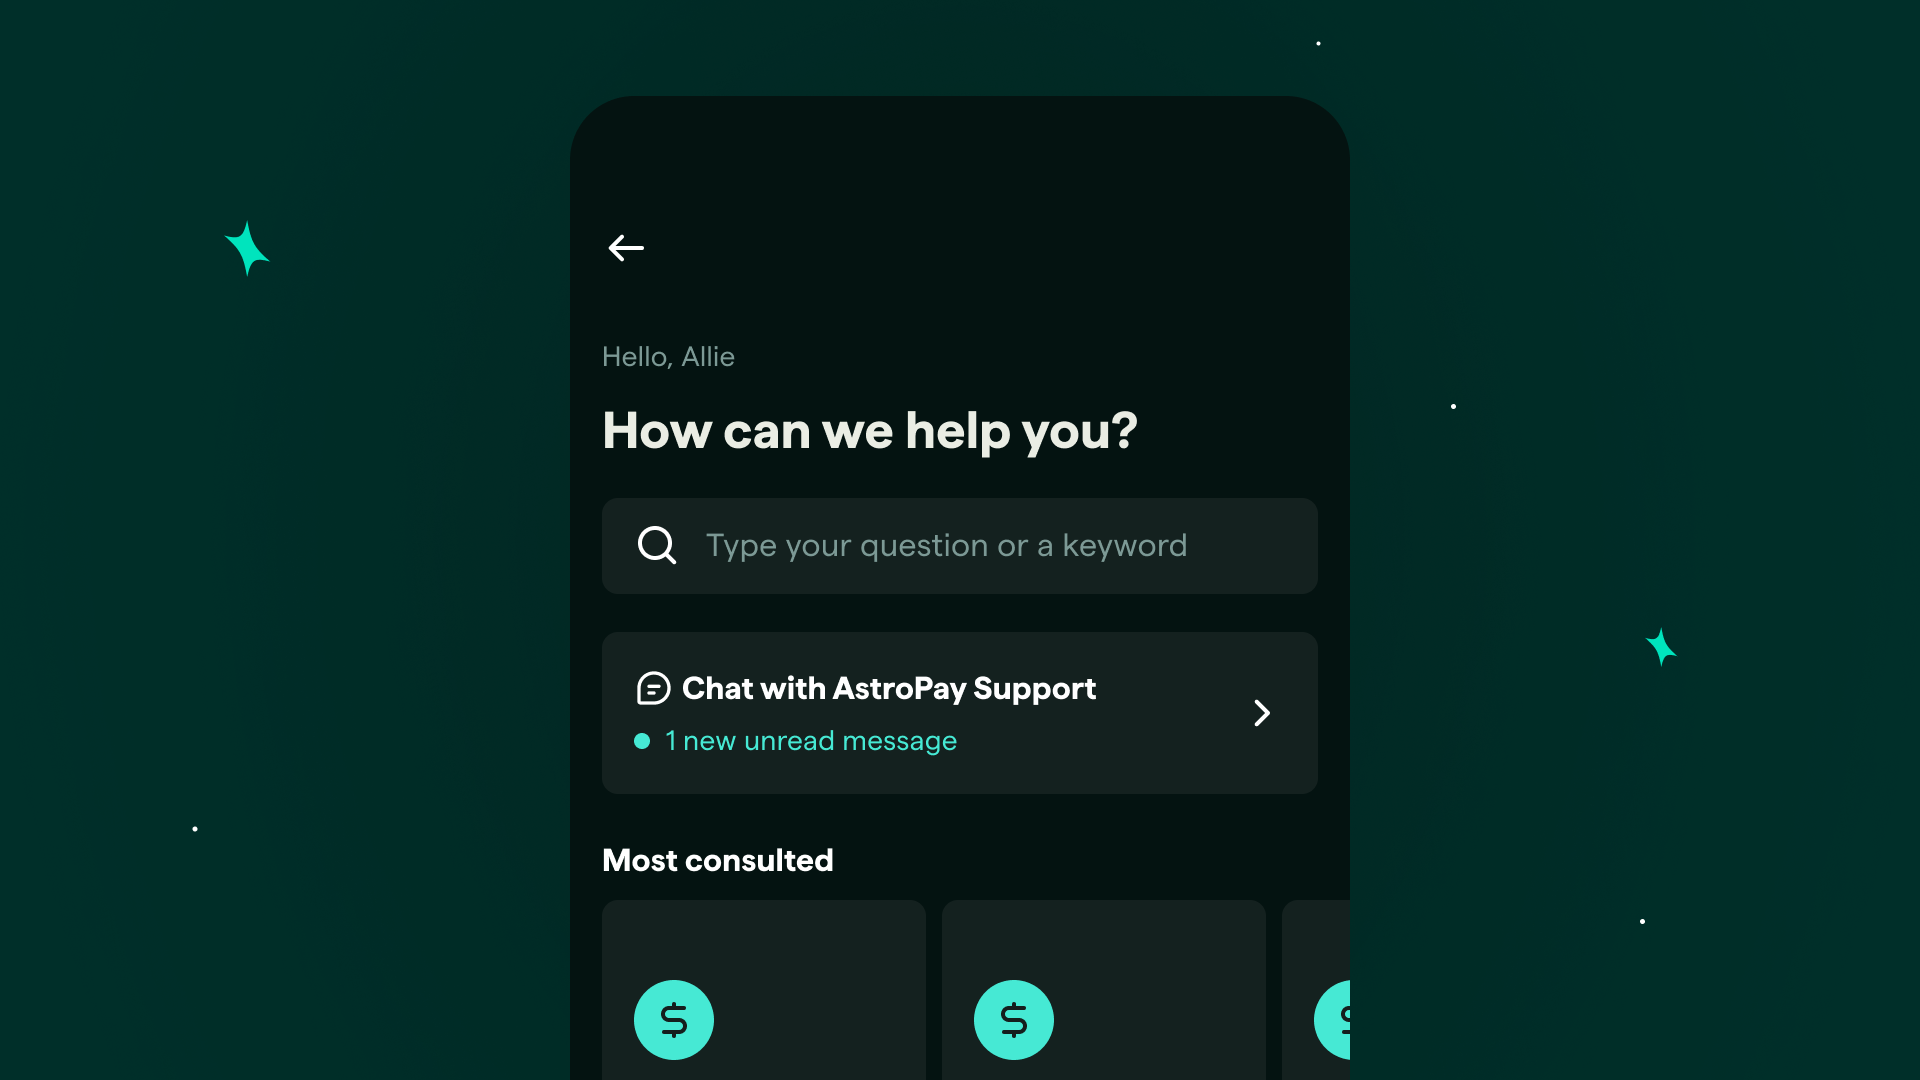 Hello, Allie
How can we help you?
Type your question or a keyword
Chat with AstroPay Support
1 new unread message
Most consulted
$ $ $